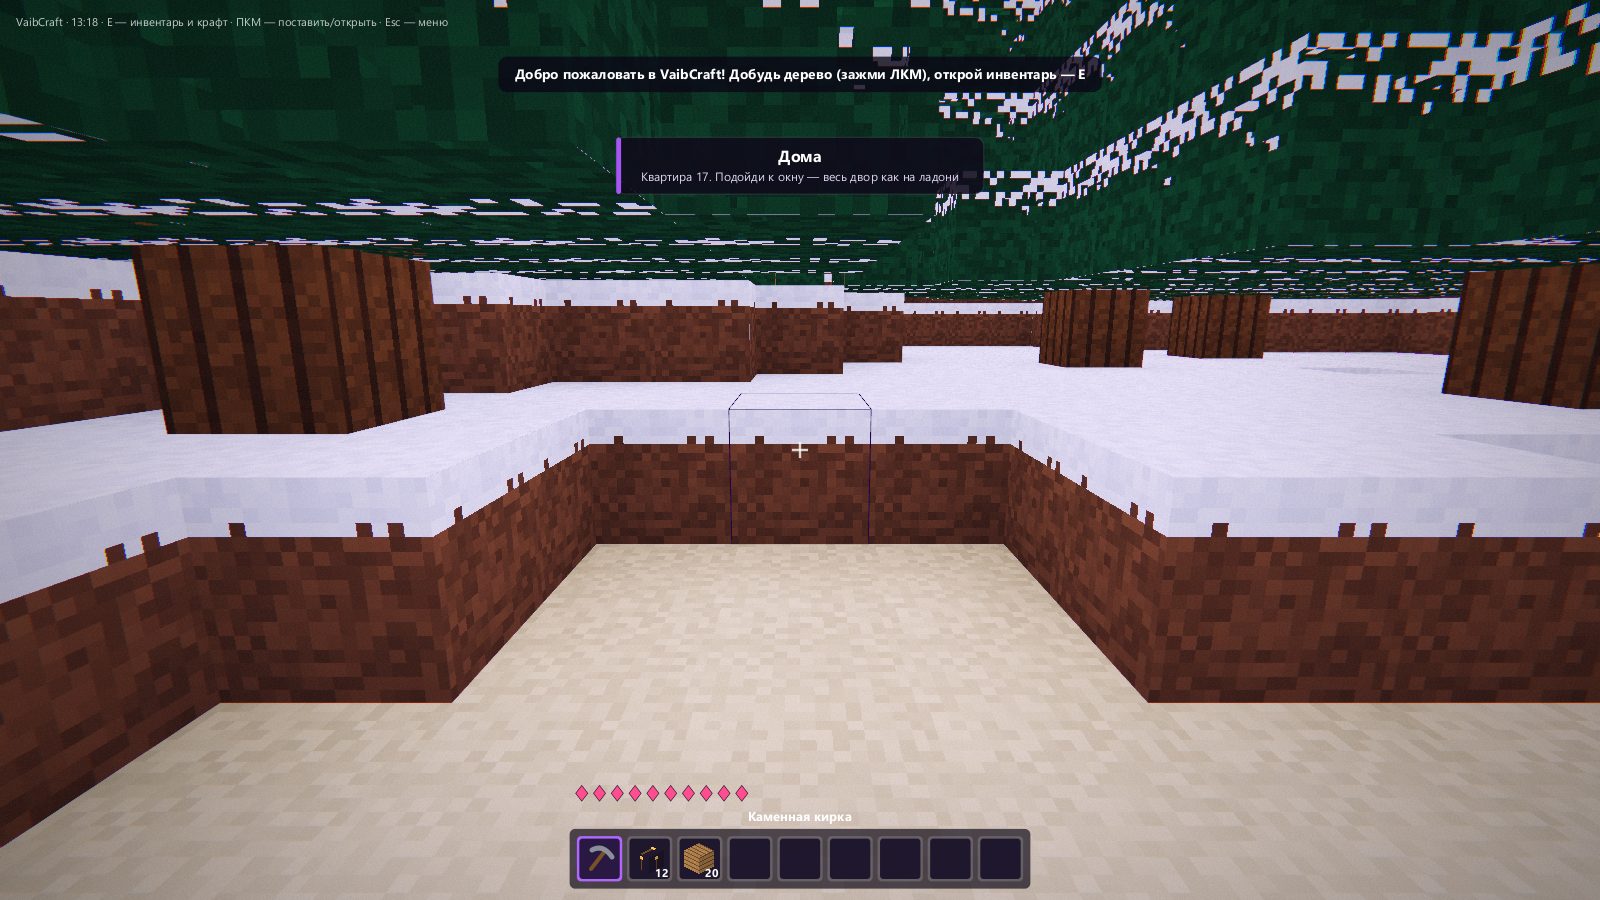 VaibCraft · 13:18 · E — инвентарь и крафт · ПКМ — поставить/открыть · Esc — меню
Добро пожаловать в VaibCraft! Добудь дерево (зажми ЛКМ), открой инвентарь — E
Дома
Квартира 17. Подойди к окну — весь двор как на ладони
Каменная кирка
12
20